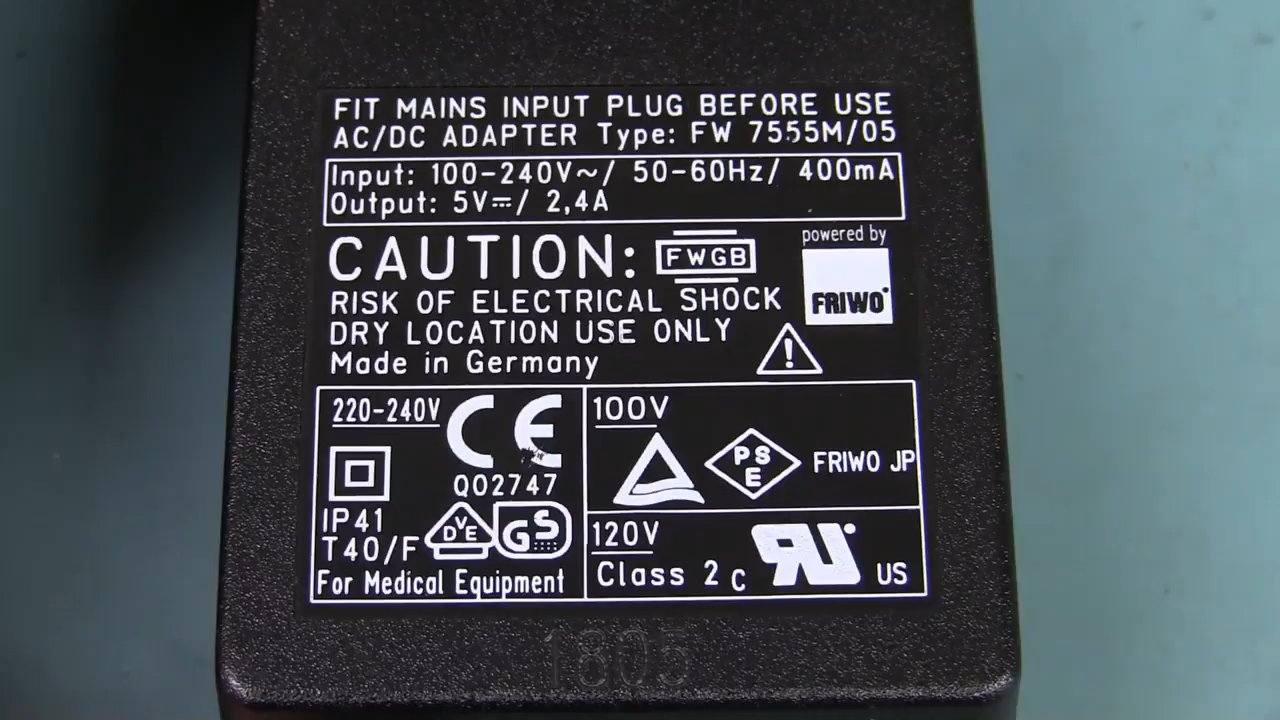 FIT MAINS INPUT PLUG BEFORE USE
AC/DC ADAPTER Type: FW 7555M/05
Input: 100-240V~/ 50-60Hz/ 400mA
Output: 5V⎓/ 2,4A
CAUTION: FWGB
powered by
FRIWO
RISK OF ELECTRICAL SHOCK
DRY LOCATION USE ONLY
Made in Germany
220-240V CE
Q02747
IP41
T40/F VDE GS
For Medical Equipment
100V
PSE FRIWO JP
120V
Class 2 c RU US
1805